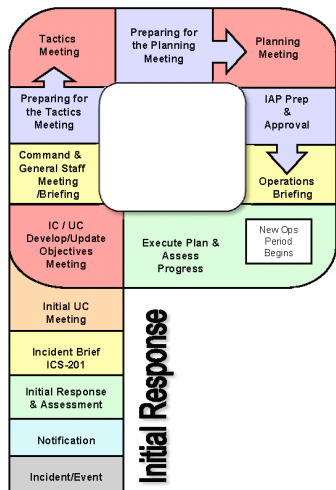 Tactics
Meeting
Preparing for
the Planning
Meeting
Planning
Meeting
Preparing for
the Tactics
Meeting
IAP Prep
&
Approval
Command &
General Staff
Meeting
/Briefing
Operations
Briefing
IC / UC
Develop/Update
Objectives
Meeting
Execute Plan &
Assess
Progress
New Ops
Period
Begins
Initial UC
Meeting
Incident Brief
ICS-201
Initial Response
& Assessment
Notification
Incident/Event
Initial Response